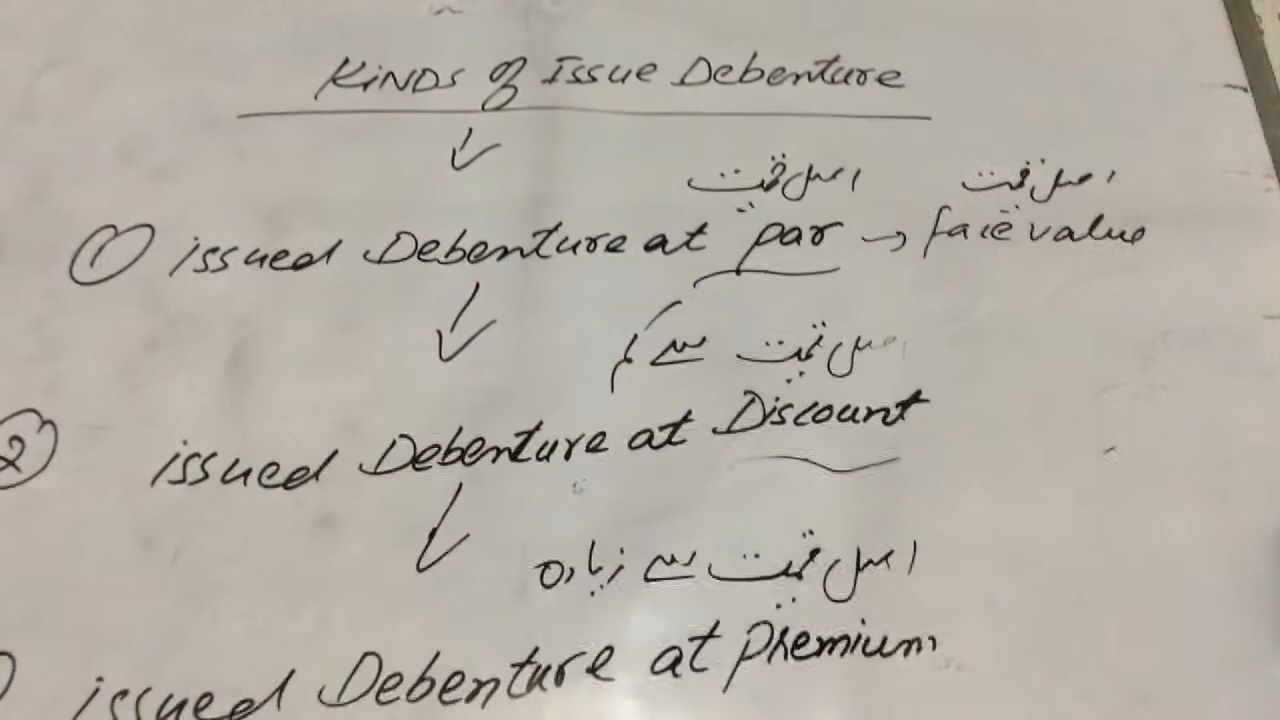 KINDS of Issue Debenture
اصل قیمت اصل قیمت
① issued Debenture at par → face value
اصل قیمت سے کم
② issued Debenture at Discount
اصل قیمت سے زیادہ
issued Debenture at Premium